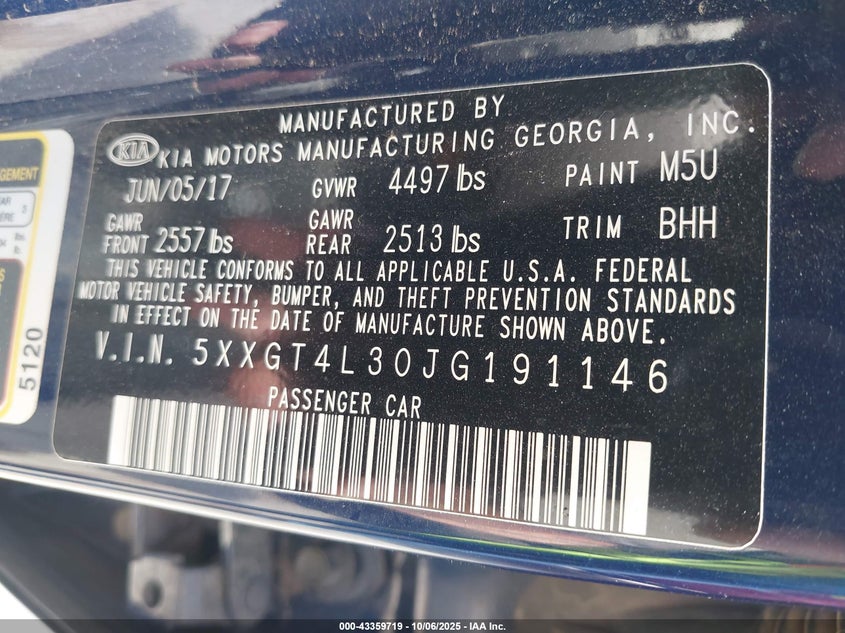 MANUFACTURED BY
KIA KIA MOTORS MANUFACTURING GEORGIA, INC.
JUN/05/17 GVWR 4497 lbs PAINT M5U
GAWR FRONT 2557 lbs GAWR REAR 2513 lbs TRIM BHH
THIS VEHICLE CONFORMS TO ALL APPLICABLE U.S.A. FEDERAL
MOTOR VEHICLE SAFETY, BUMPER, AND THEFT PREVENTION STANDARDS
IN EFFECT ON THE DATE OF MANUFACTURE SHOWN ABOVE.
V.I.N. 5XXGT4L30JG191146
PASSENGER CAR
5120
000-43359719 - 10/06/2025 - IAA Inc.